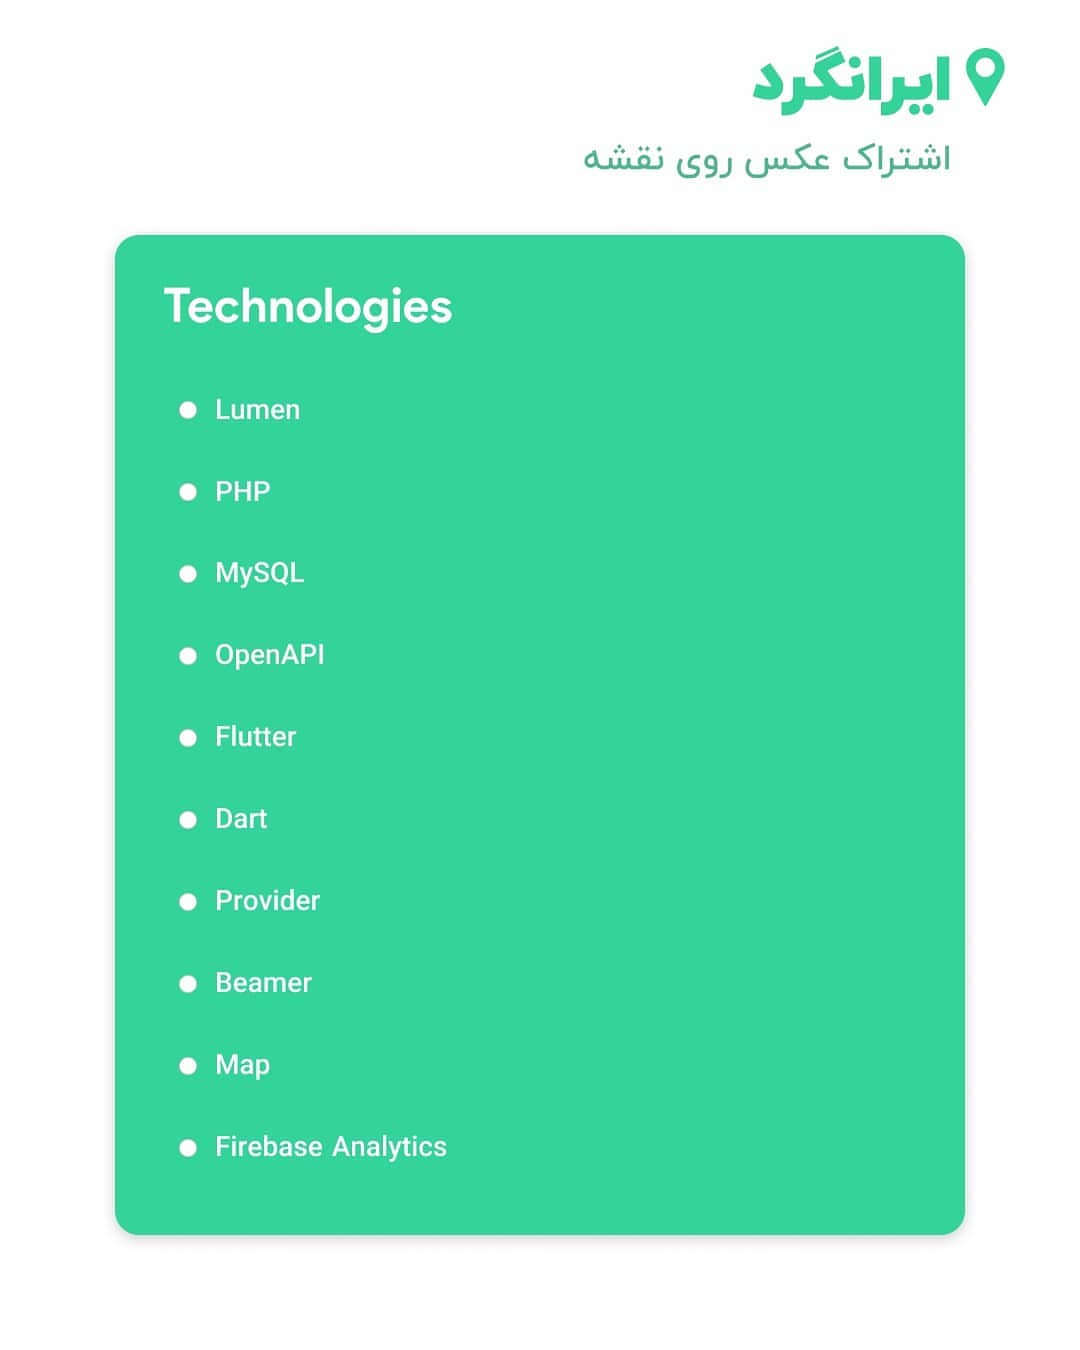 ایرانگرد
اشتراک عکس روی نقشه
Technologies
Lumen
PHP
MySQL
OpenAPI
Flutter
Dart
Provider
Beamer
Map
Firebase Analytics